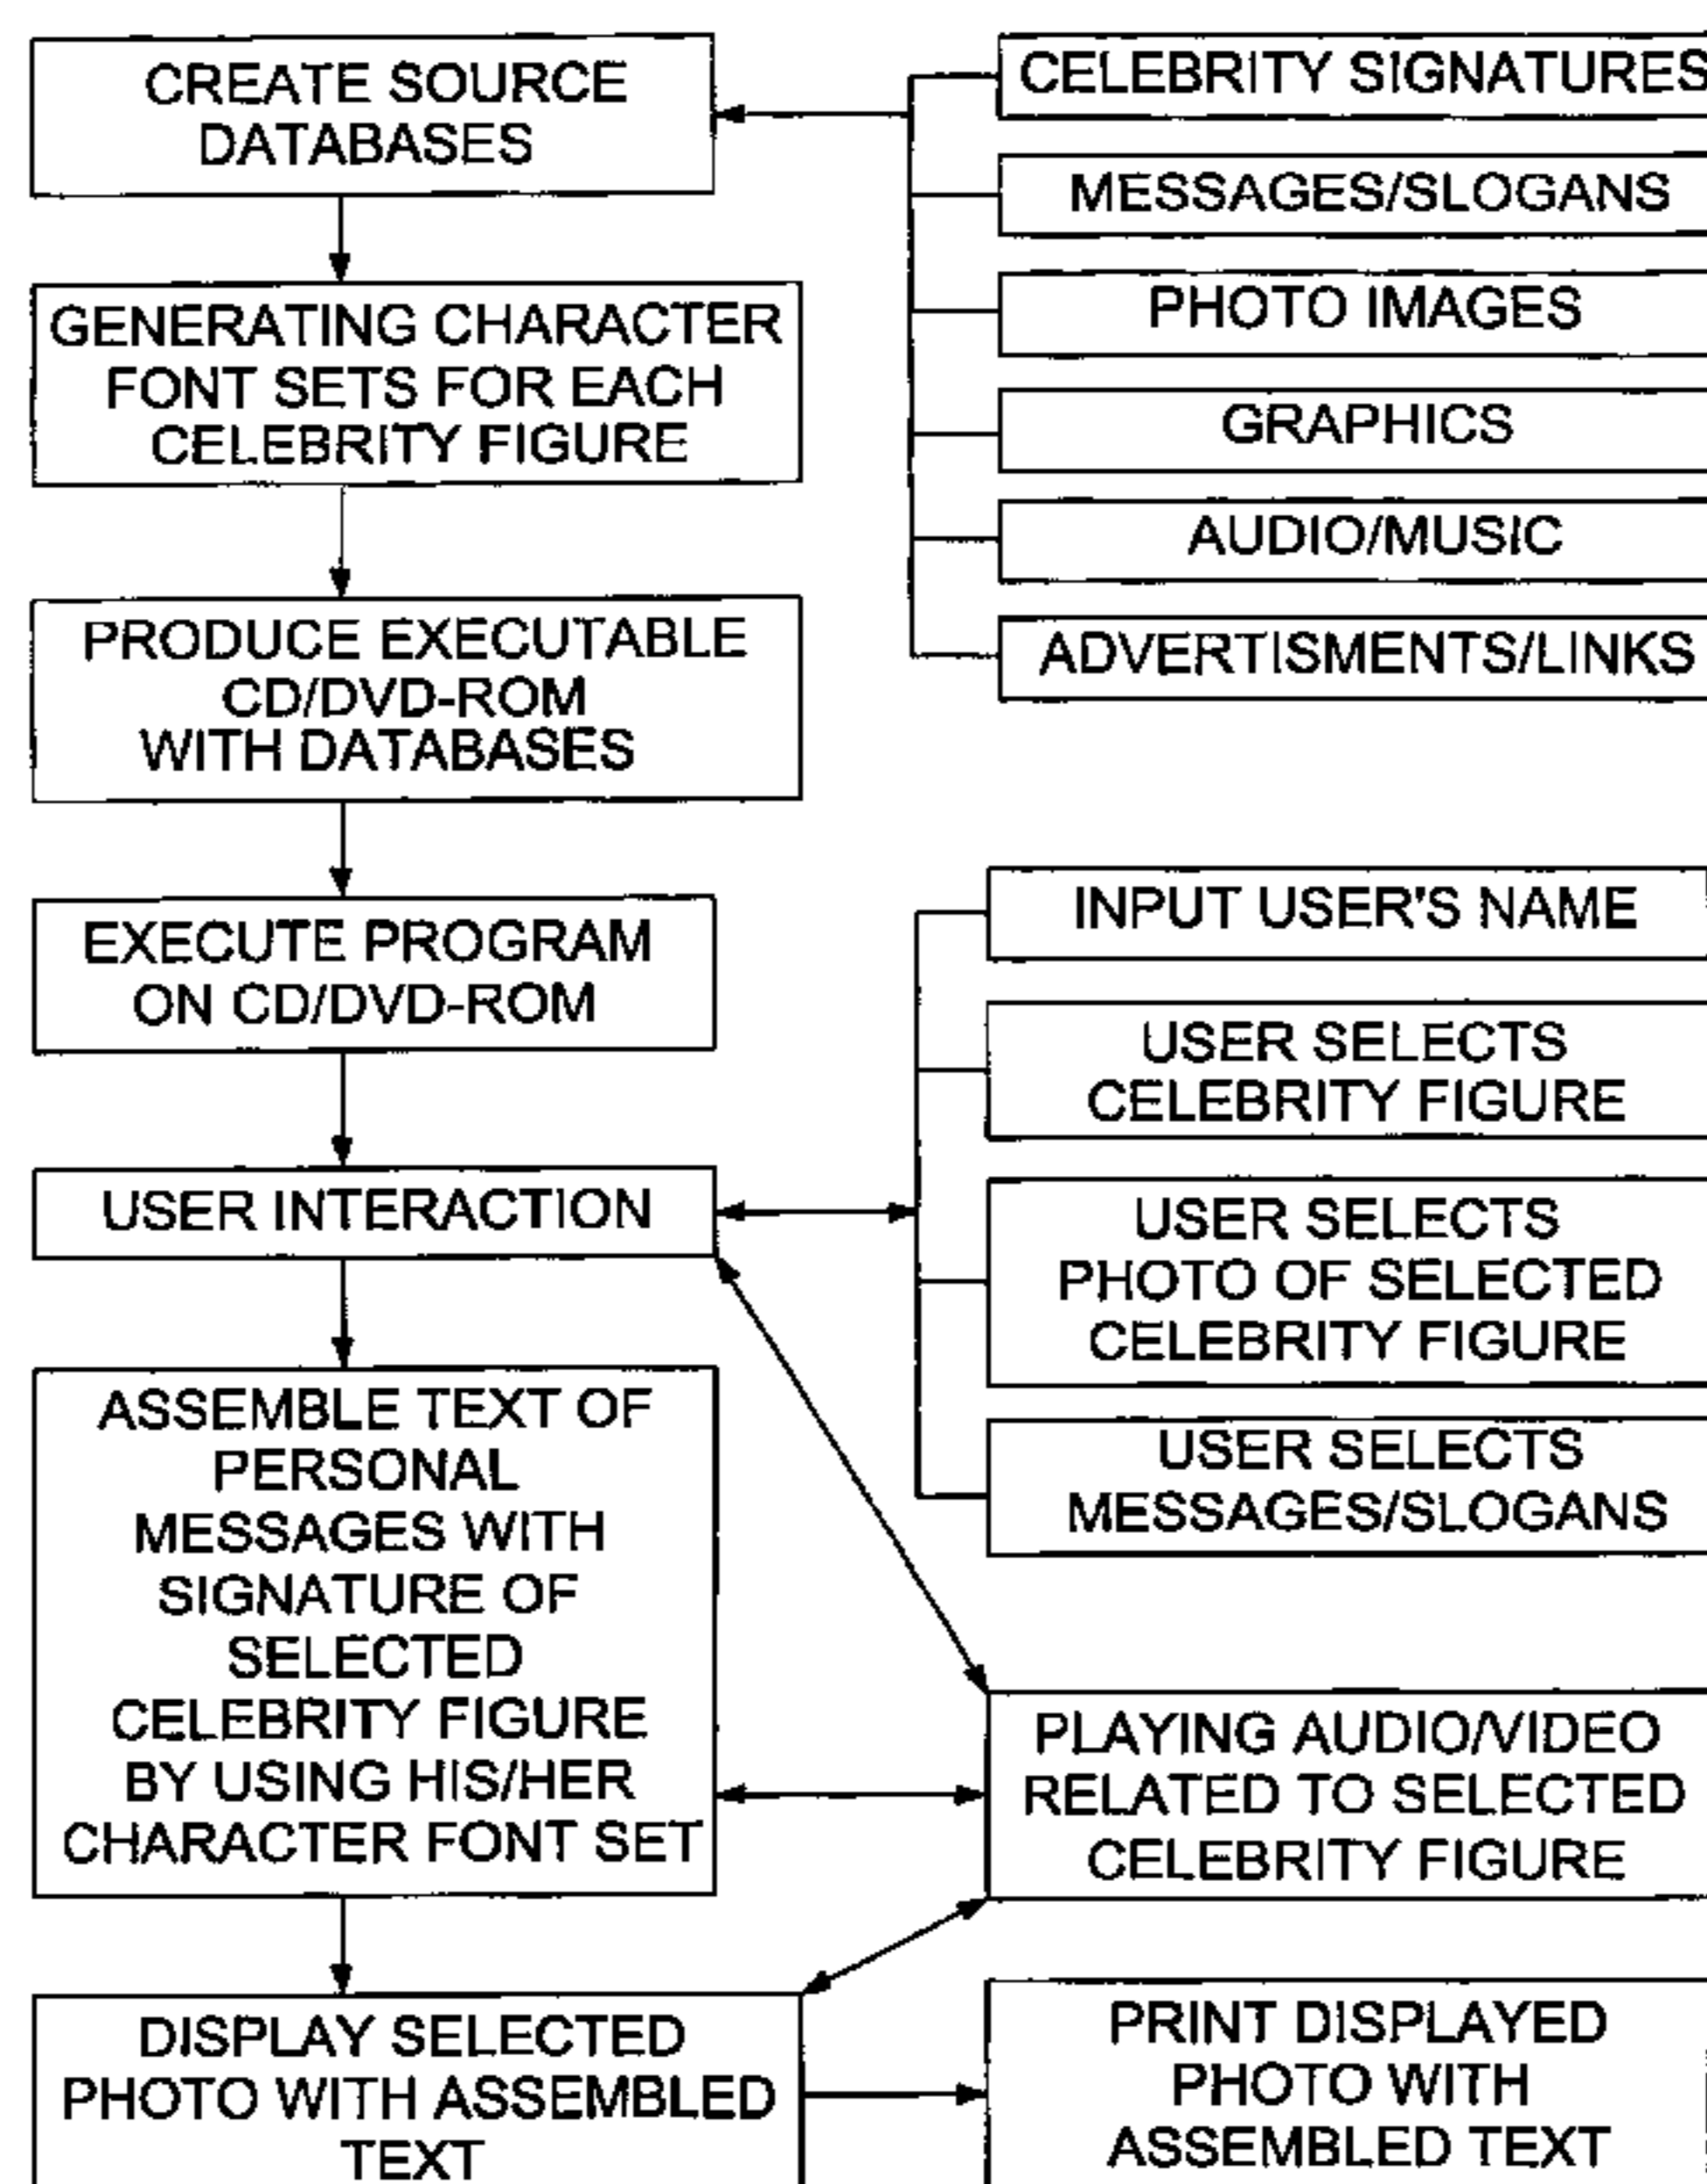 CREATE SOURCE
DATABASES
CELEBRITY SIGNATURES
MESSAGES/SLOGANS
PHOTO IMAGES
GRAPHICS
AUDIO/MUSIC
ADVERTISMENTS/LINKS
GENERATING CHARACTER
FONT SETS FOR EACH
CELEBRITY FIGURE
PRODUCE EXECUTABLE
CD/DVD-ROM
WITH DATABASES
EXECUTE PROGRAM
ON CD/DVD-ROM
USER INTERACTION
INPUT USER'S NAME
USER SELECTS
CELEBRITY FIGURE
USER SELECTS
PHOTO OF SELECTED
CELEBRITY FIGURE
USER SELECTS
MESSAGES/SLOGANS
ASSEMBLE TEXT OF
PERSONAL
MESSAGES WITH
SIGNATURE OF
SELECTED
CELEBRITY FIGURE
BY USING HIS/HER
CHARACTER FONT SET
PLAYING AUDIO/VIDEO
RELATED TO SELECTED
CELEBRITY FIGURE
DISPLAY SELECTED
PHOTO WITH ASSEMBLED
TEXT
PRINT DISPLAYED
PHOTO WITH
ASSEMBLED TEXT